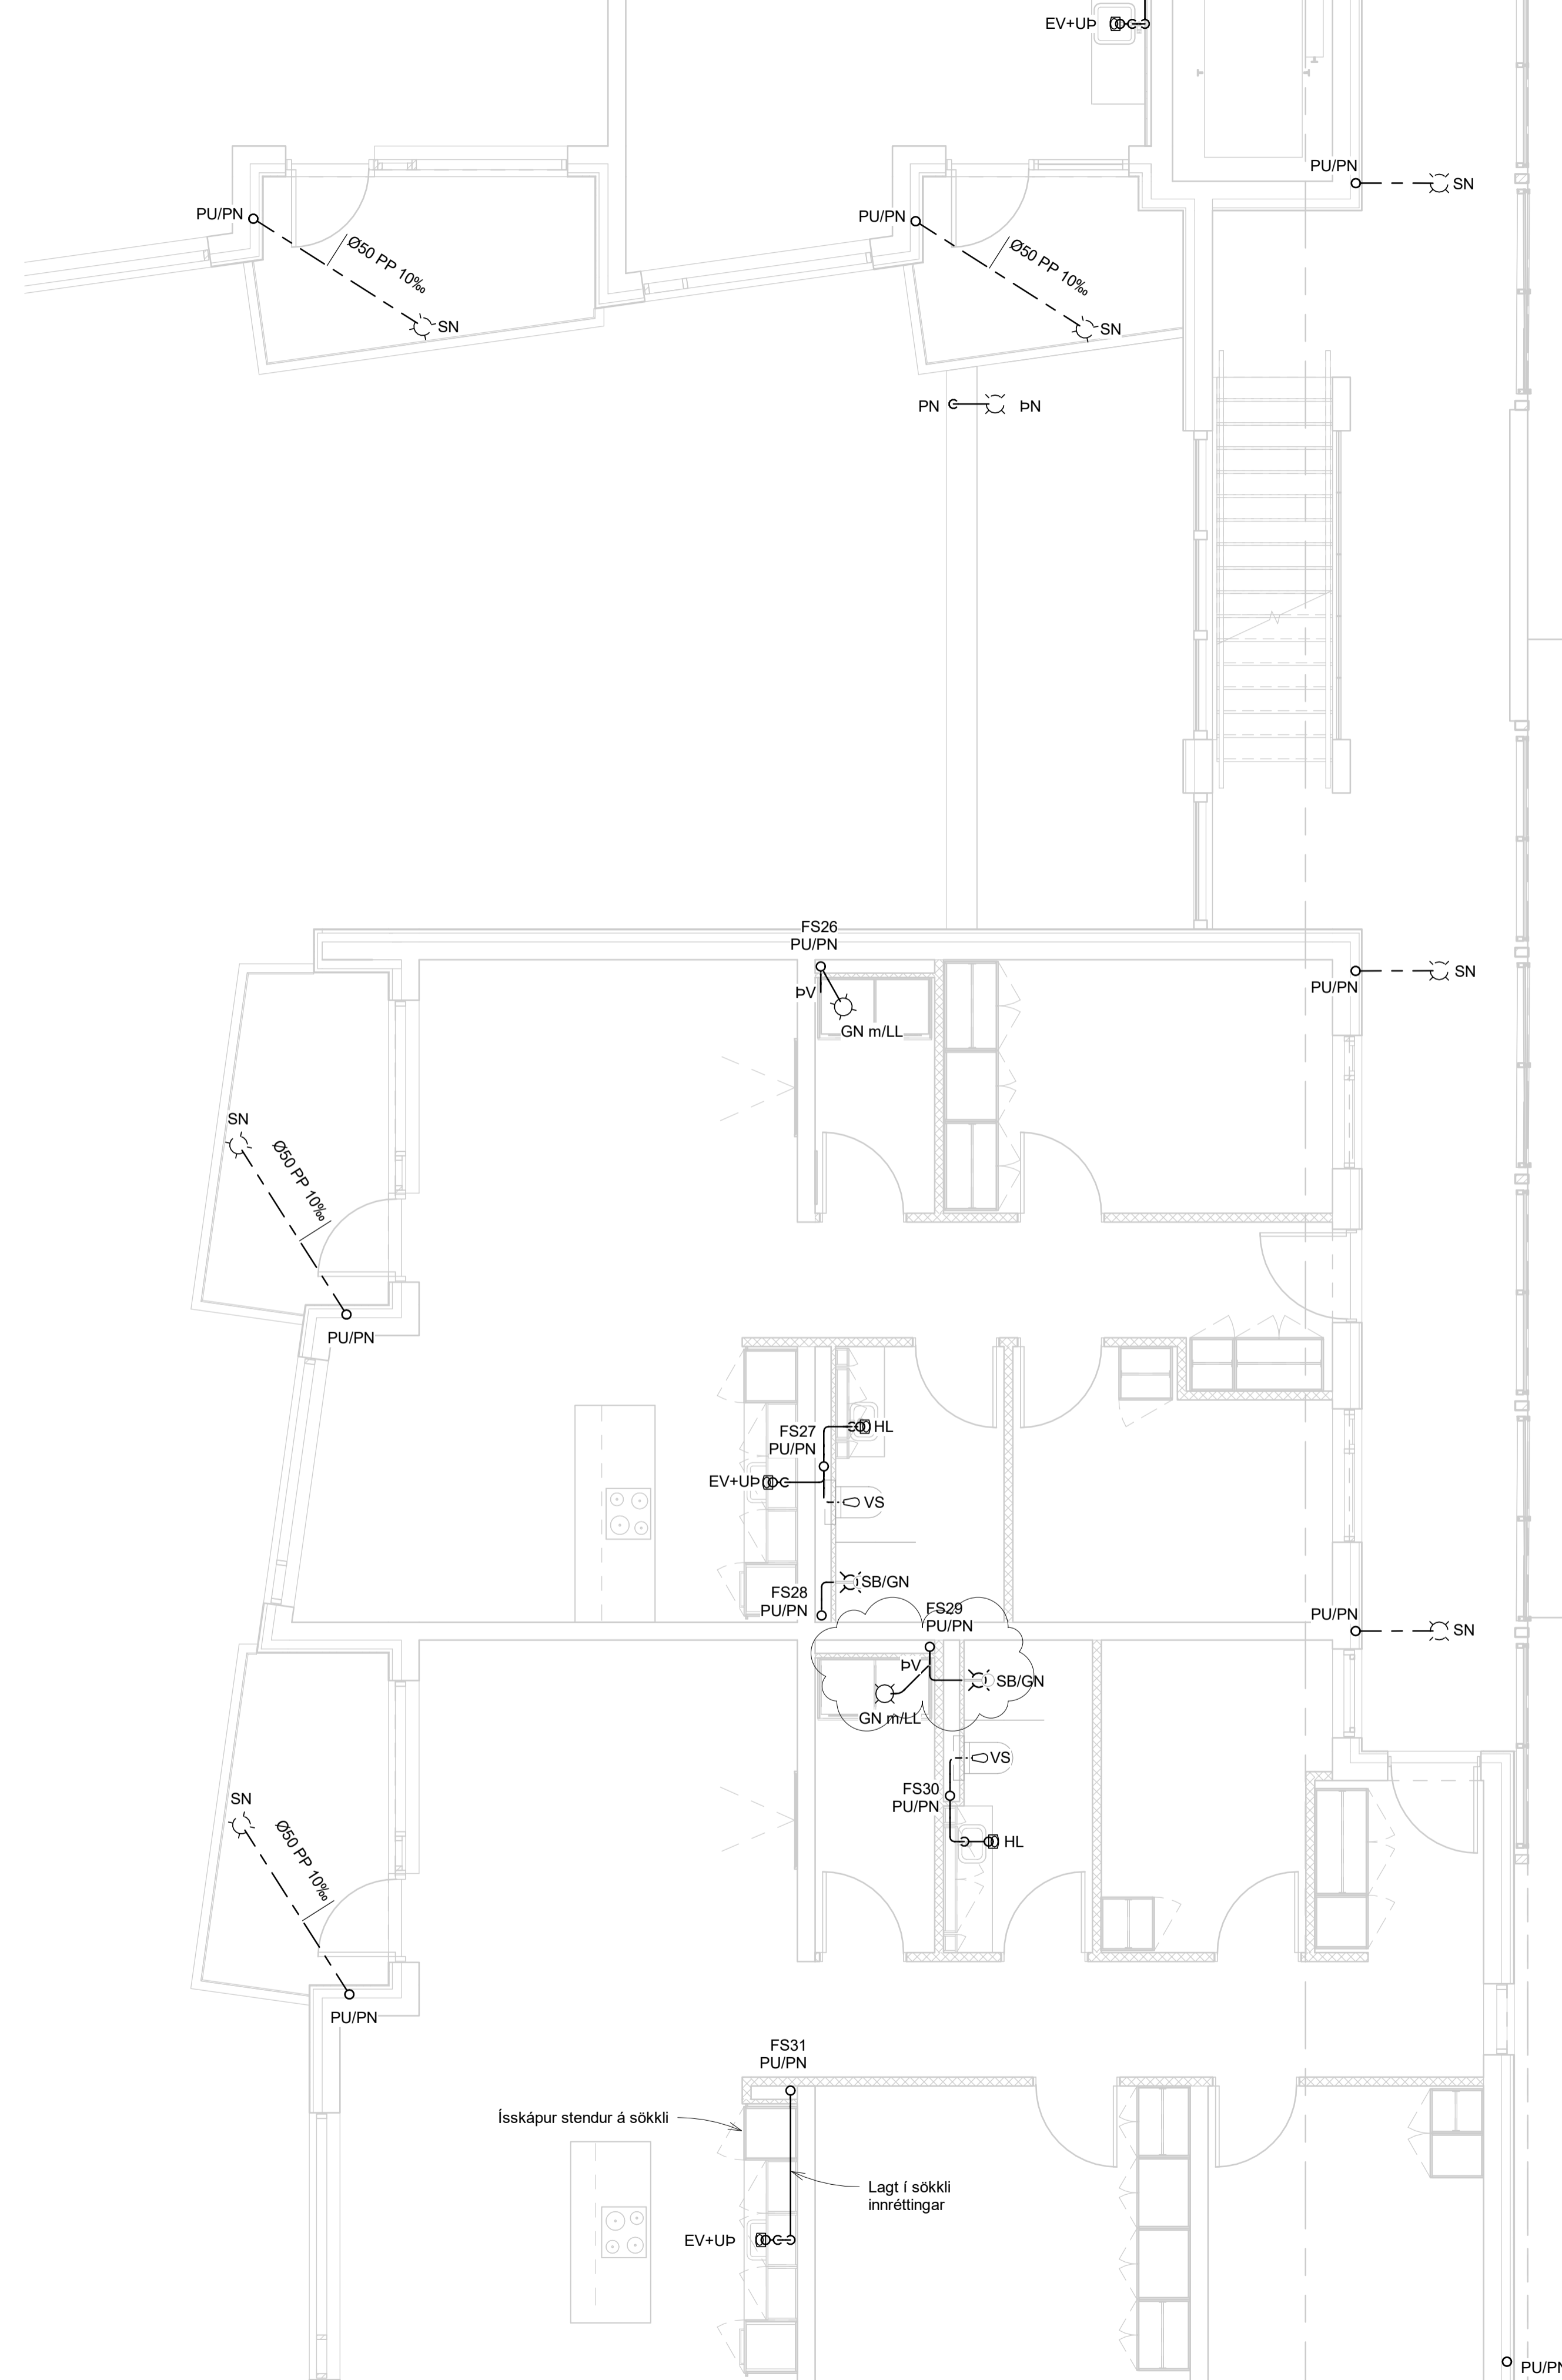 EV+UÞ
PU/PN
SN
PU/PN
Ø50 PP 10‰
SN
PU/PN
Ø50 PP 10‰
SN
PN
ÞN
FS26
PU/PN
ÞV
GN m/LL
PU/PN
SN
SN
Ø50 PP 10‰
PU/PN
FS27
PU/PN
HL
EV+UÞ
VS
FS28
PU/PN
SB/GN
FS29
PU/PN
PU/PN
SN
ÞV
SB/GN
GN m/LL
VS
FS30
PU/PN
HL
SN
Ø50 PP 10‰
PU/PN
FS31
PU/PN
Ísskápur stendur á sökkli
Lagt í sökkli
innréttingar
EV+UÞ
PU/PN